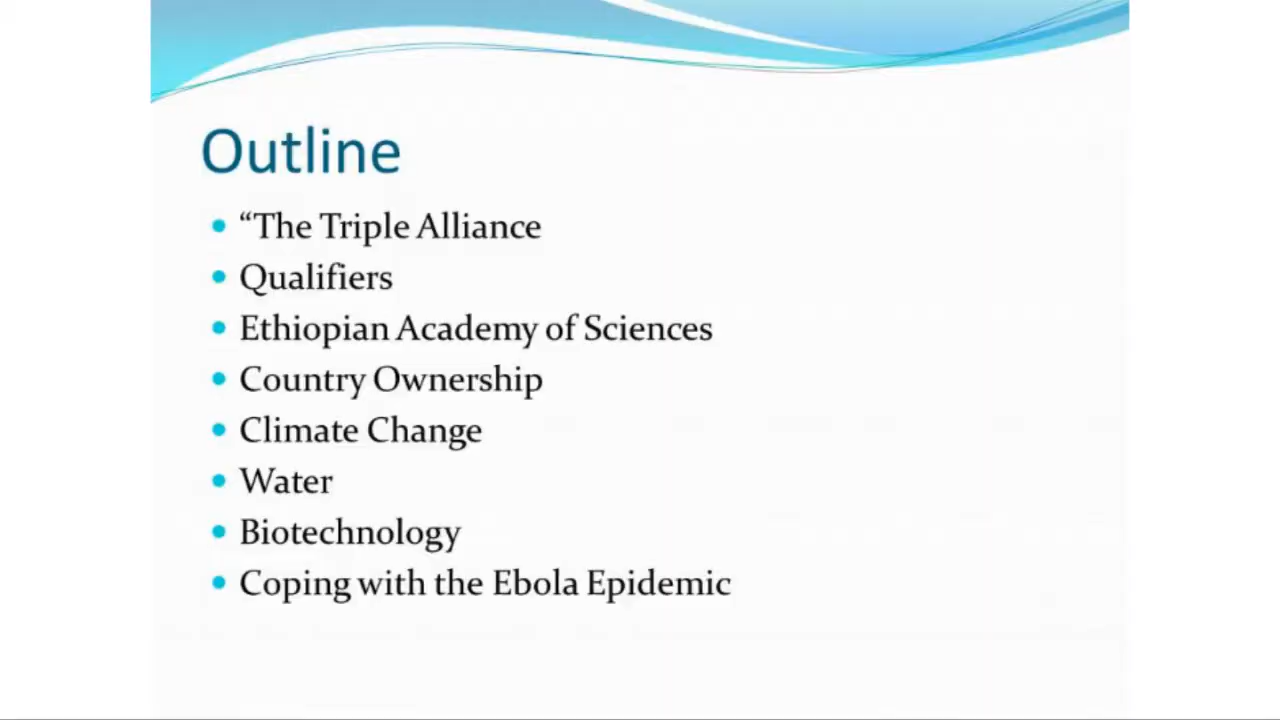 Outline
• “The Triple Alliance
• Qualifiers
• Ethiopian Academy of Sciences
• Country Ownership
• Climate Change
• Water
• Biotechnology
• Coping with the Ebola Epidemic